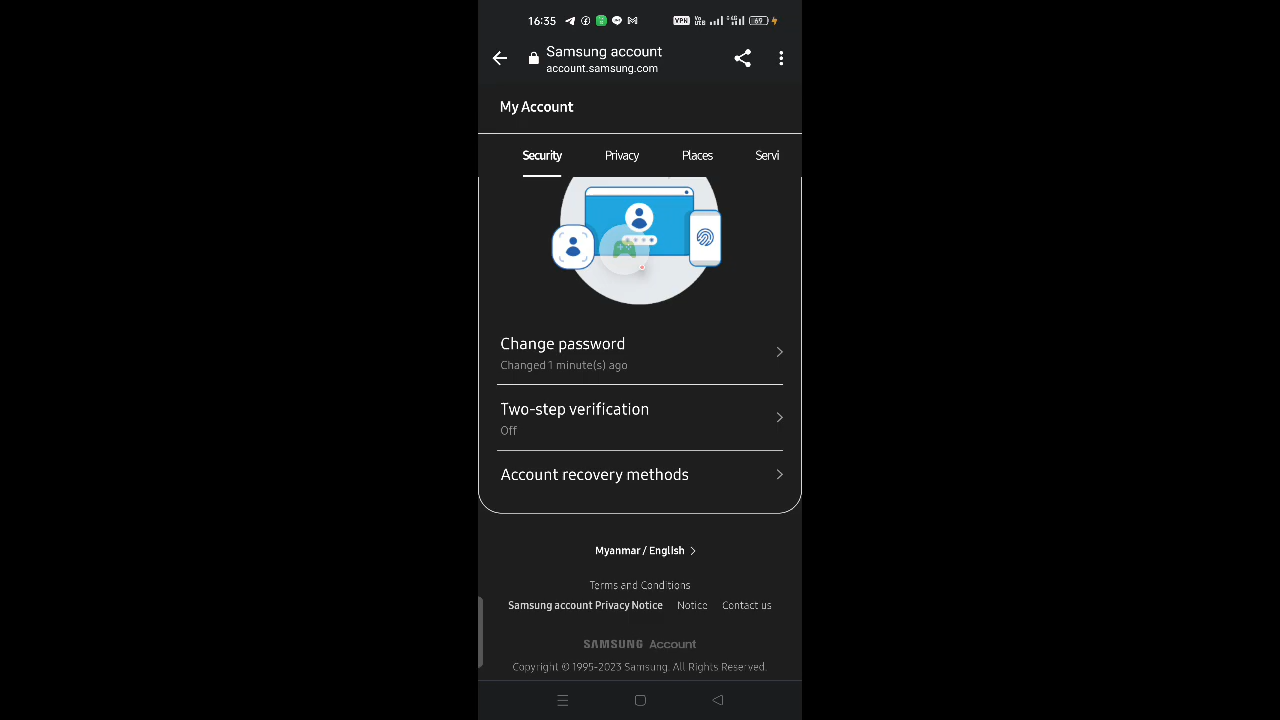 16:35 VPN 69
Samsung account
account.samsung.com
My Account
Security Privacy Places Servi
Change password
Changed 1 minute(s) ago
Two-step verification
Off
Account recovery methods
Myanmar / English
Terms and Conditions
Samsung account Privacy Notice Notice Contact us
SAMSUNG Account
Copyright © 1995-2023 Samsung. All Rights Reserved.